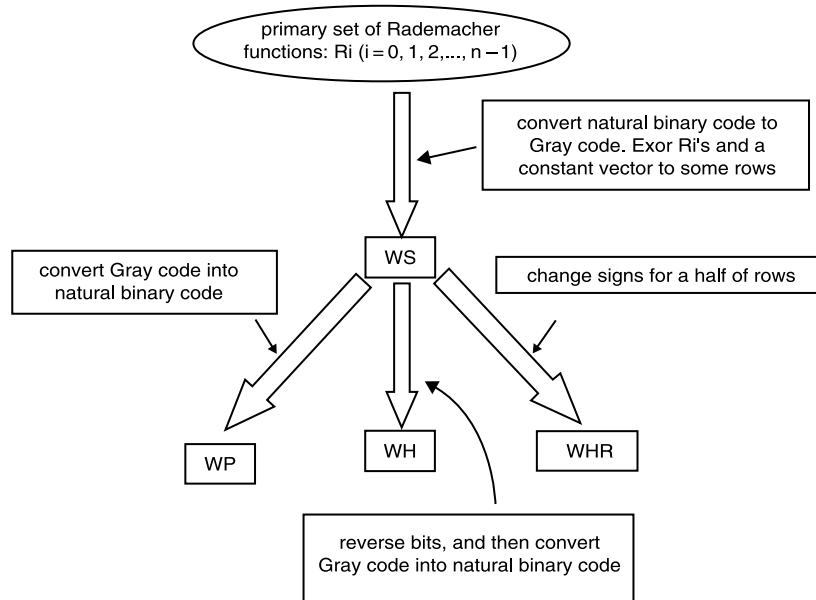 primary set of Rademacher
functions: Ri (i = 0, 1, 2,..., n – 1)
convert natural binary code to
Gray code. Exor Ri's and a
constant vector to some rows
WS
convert Gray code into
natural binary code
change signs for a half of rows
WP
WH
WHR
reverse bits, and then convert
Gray code into natural binary code